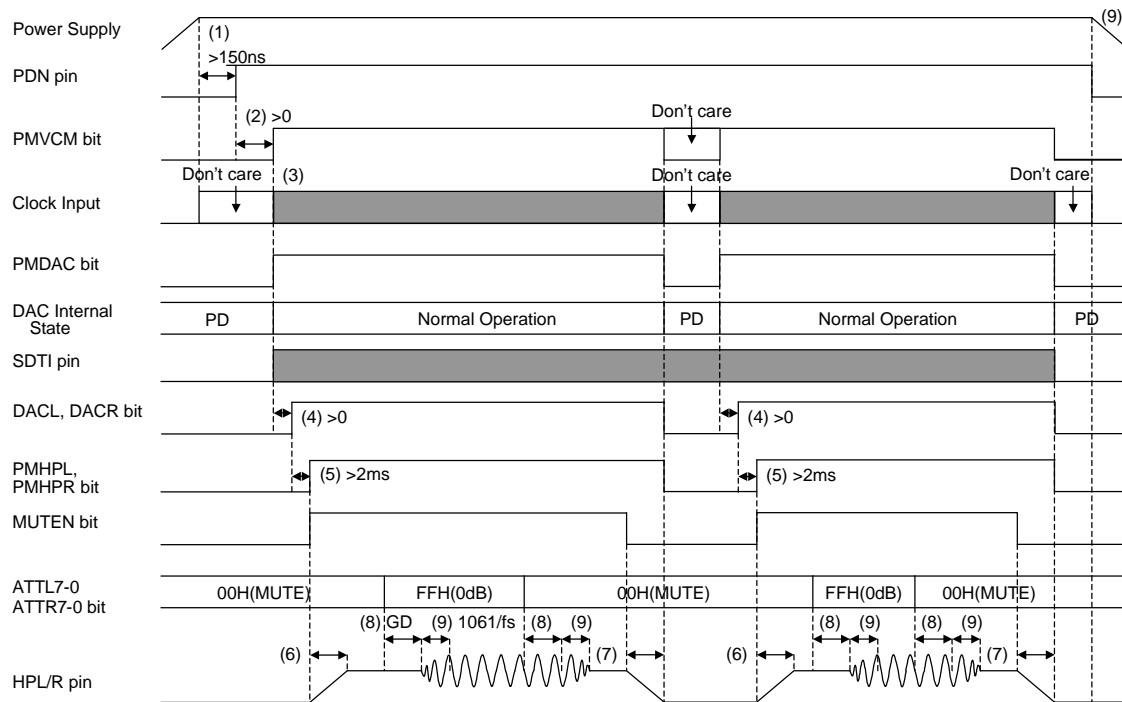 Power Supply (1) (9)
>150ns
PDN pin
(2) >0 Don't care
PMVCM bit
Don't care (3) Don't care Don't care
Clock Input
PMDAC bit
DAC Internal
State
PD Normal Operation PD Normal Operation PD
SDTI pin
DACL, DACR bit (4) >0 (4) >0
PMHPL,
PMHPR bit
(5) >2ms (5) >2ms
MUTEN bit
ATTL7-0
ATTR7-0 bit
00H(MUTE) FFH(0dB) 00H(MUTE) FFH(0dB) 00H(MUTE)
(8) GD (9) 1061/fs (8) (9) (8) (9) (8) (9)
(6) (7) (6) (7)
HPL/R pin